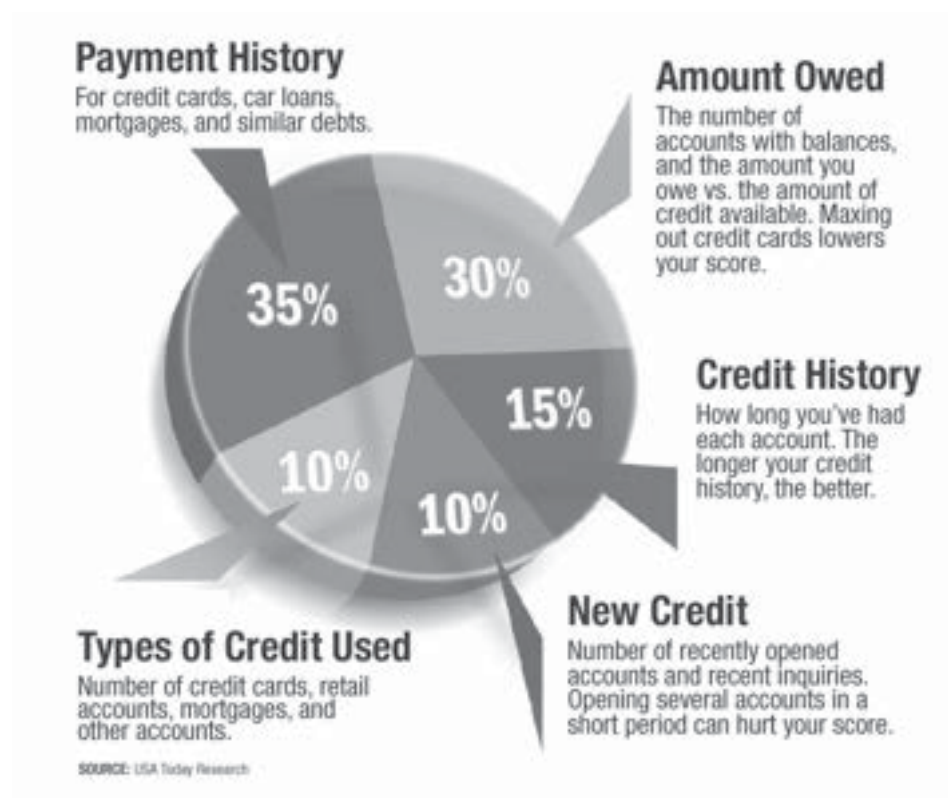 Payment History
For credit cards, car loans,
mortgages, and similar debts.
Amount Owed
The number of
accounts with balances,
and the amount you
owe vs. the amount of
credit available. Maxing
out credit cards lowers
your score.
35%
30%
15%
10%
10%
Credit History
How long you've had
each account. The
longer your credit
history, the better.
New Credit
Number of recently opened
accounts and recent inquiries.
Opening several accounts in a
short period can hurt your score.
Types of Credit Used
Number of credit cards, retail
accounts, mortgages, and
other accounts.
SOURCE: USA Today Research